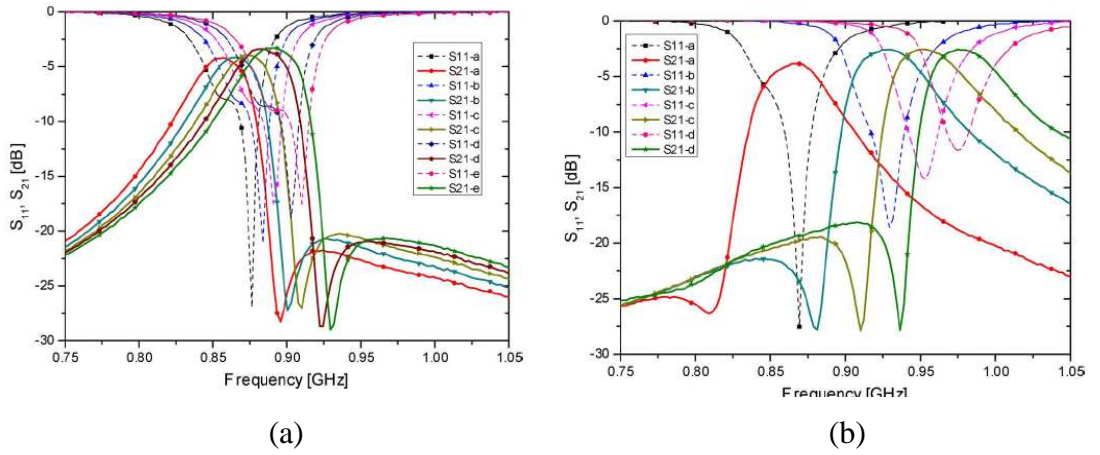 S11, S21 [dB]
0
-5
-10
-15
-20
-25
-30
0.75 0.80 0.85 0.90 0.95 1.00 1.05
Frequency [GHz]
S11-a
S21-a
S11-b
S21-b
S11-c
S21-c
S11-d
S21-d
S11-e
S21-e
(a)
S11, S21 [dB]
0
-5
-10
-15
-20
-25
-30
0.75 0.80 0.85 0.90 0.95 1.00 1.05
Frequency [GHz]
S11-a
S21-a
S11-b
S21-b
S11-c
S21-c
S11-d
S21-d
(b)